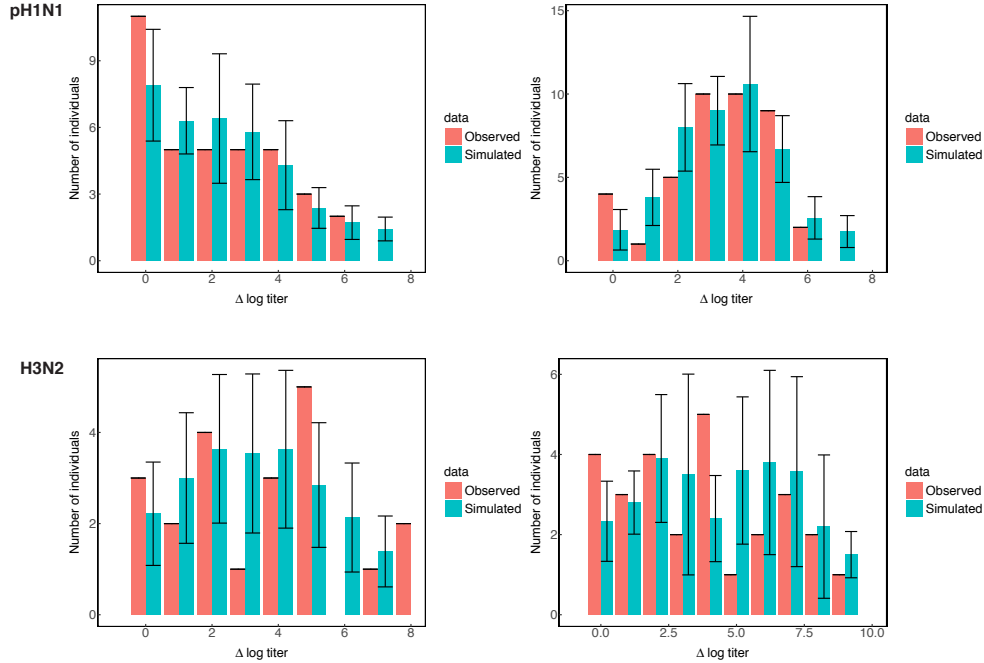 pH1N1
Number of individuals
9
6
3
0
0 2 4 6 8
Δ log titer
data
Observed
Simulated
Number of individuals
15
10
5
0
0 2 4 6 8
Δ log titer
data
Observed
Simulated
H3N2
Number of individuals
4
2
0
0 2 4 6 8
Δ log titer
data
Observed
Simulated
Number of individuals
6
4
2
0
0.0 2.5 5.0 7.5 10.0
Δ log titer
data
Observed
Simulated